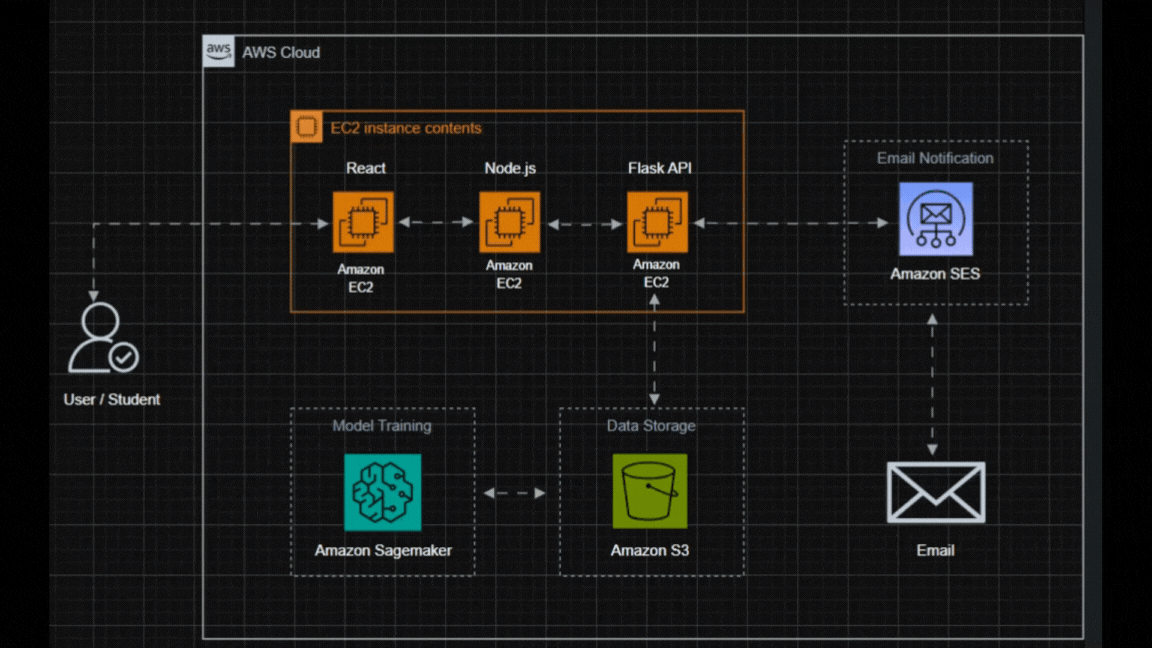 aws
AWS Cloud
EC2 instance contents
React
Node.js
Flask API
Amazon
EC2
Amazon
EC2
Amazon
EC2
Email Notification
Amazon SES
User / Student
Model Training
Amazon Sagemaker
Data Storage
Amazon S3
Email